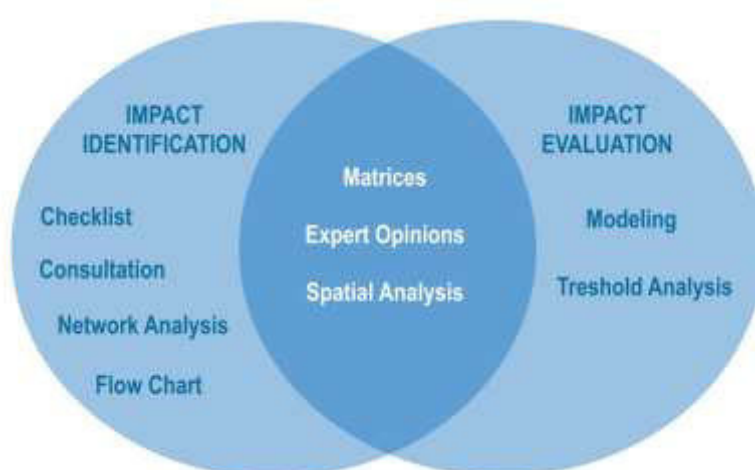 IMPACT
IDENTIFICATION
Checklist
Consultation
Network Analysis
Flow Chart
Matrices
Expert Opinions
Spatial Analysis
IMPACT
EVALUATION
Modeling
Treshold Analysis